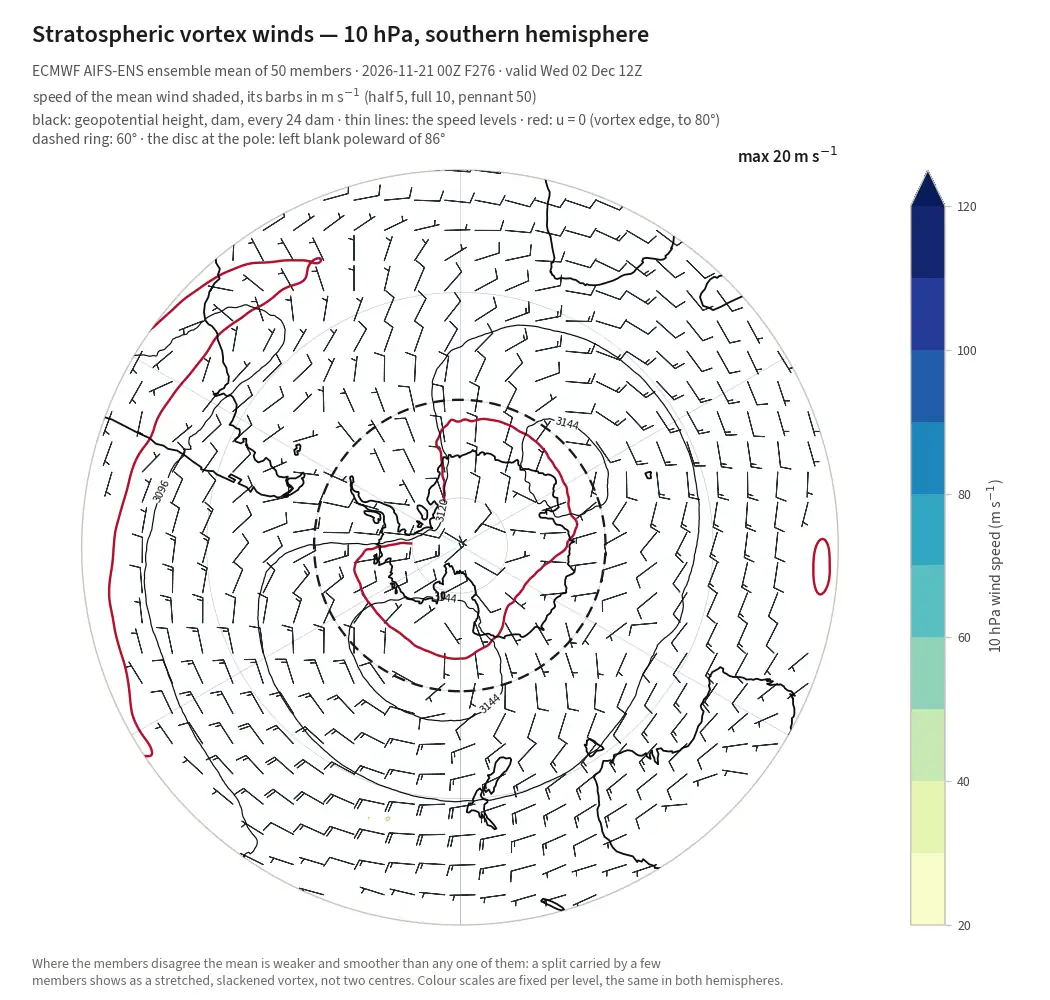 Stratospheric vortex winds — 10 hPa, southern hemisphere
ECMWF AIFS-ENS ensemble mean of 50 members · 2026-11-21 00Z F276 · valid Wed 02 Dec 12Z
speed of the mean wind shaded, its barbs in m s⁻¹ (half 5, full 10, pennant 50)
black: geopotential height, dam, every 24 dam · thin lines: the speed levels · red: u = 0 (vortex edge, to 80°)
dashed ring: 60° · the disc at the pole: left blank poleward of 86°
max 20 m s⁻¹
120
100
80
60
40
20
10 hPa wind speed (m s⁻¹)
3144
3096
3120
3144
3144
Where the members disagree the mean is weaker and smoother than any one of them: a split carried by a few
members shows as a stretched, slackened vortex, not two centres. Colour scales are fixed per level, the same in both hemispheres.